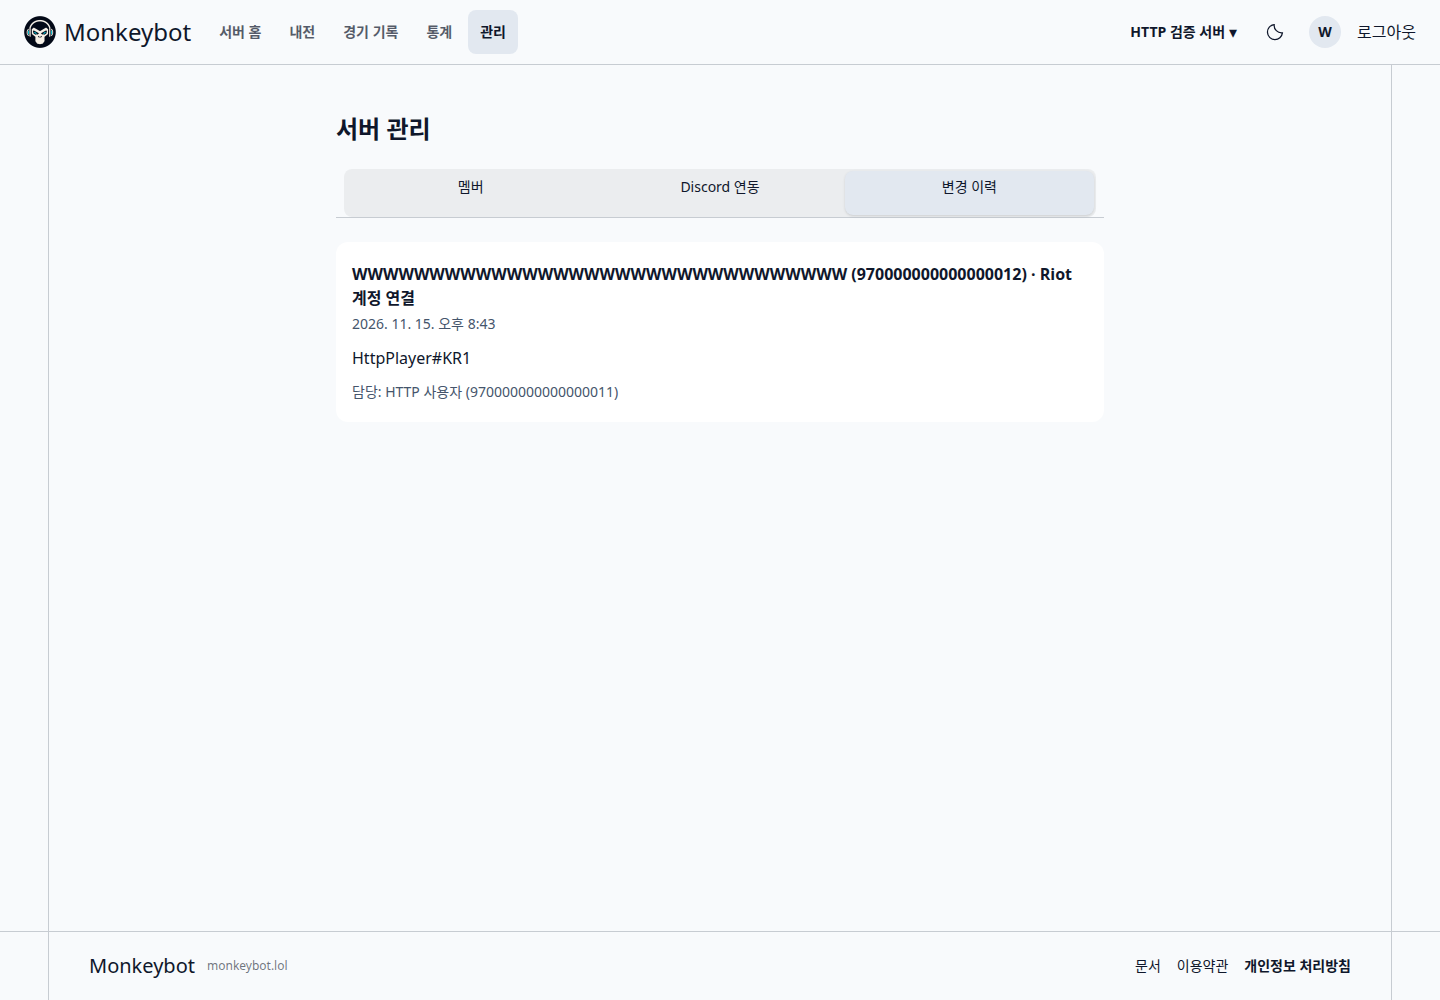 Monkeybot 서버 홈 내전 경기 기록 통계 관리 HTTP 검증 서버 ▾ W 로그아웃
서버 관리
멤버 Discord 연동 변경 이력
WWWWWWWWWWWWWWWWWWWWWWWWWWWWWWWW (970000000000000012) · Riot
계정 연결
2026. 11. 15. 오후 8:43
HttpPlayer#KR1
담당: HTTP 사용자 (970000000000000011)
Monkeybot monkeybot.lol 문서 이용약관 개인정보 처리방침